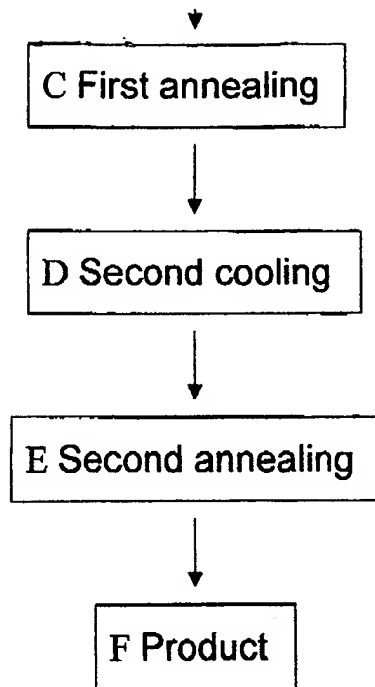 C First annealing
D Second cooling
E Second annealing
F Product